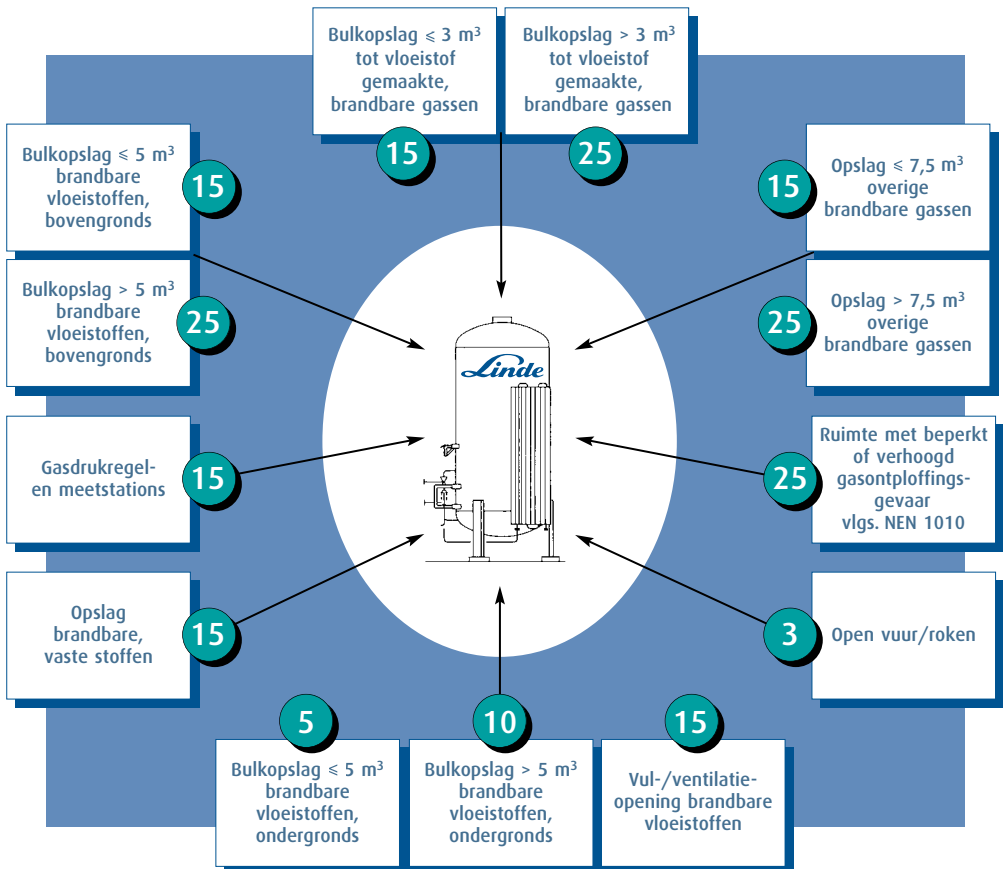 Bulkopslag ≤ 3 m³
tot vloeistof
gemaakte,
brandbare gassen
15
Bulkopslag > 3 m³
tot vloeistof
gemaakte,
brandbare gassen
25
Bulkopslag ≤ 5 m³
brandbare
vloeistoffen,
bovengronds
15
Opslag ≤ 7,5 m³
overige
brandbare gassen
15
Bulkopslag > 5 m³
brandbare
vloeistoffen,
bovengronds
25
Opslag > 7,5 m³
overige
brandbare gassen
25
Linde
Gasdrukregel-
en meetstations
15
Ruimte met beperkt
of verhoogd
gasontploffings-
gevaar
vlgs. NEN 1010
25
Opslag
brandbare,
vaste stoffen
15
Open vuur/roken
3
5
Bulkopslag ≤ 5 m³
brandbare
vloeistoffen,
ondergronds
10
Bulkopslag > 5 m³
brandbare
vloeistoffen,
ondergronds
15
Vul-/ventilatie-
opening brandbare
vloeistoffen